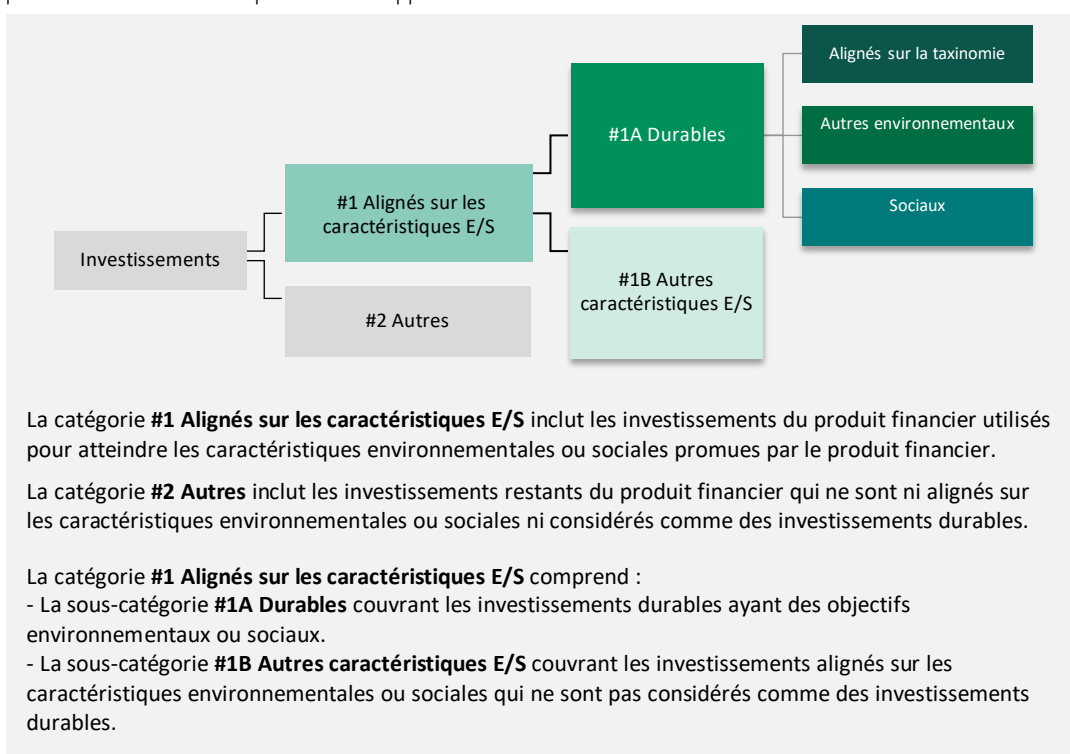 Alignés sur la taxinomie
#1A Durables
Autres environnementaux
Sociaux
#1 Alignés sur les
caractéristiques E/S
Investissements
#1B Autres
caractéristiques E/S
#2 Autres
La catégorie #1 Alignés sur les caractéristiques E/S inclut les investissements du produit financier utilisés
pour atteindre les caractéristiques environnementales ou sociales promues par le produit financier.
La catégorie #2 Autres inclut les investissements restants du produit financier qui ne sont ni alignés sur
les caractéristiques environnementales ou sociales ni considérés comme des investissements durables.
La catégorie #1 Alignés sur les caractéristiques E/S comprend :
- La sous-catégorie #1A Durables couvrant les investissements durables ayant des objectifs
environnementaux ou sociaux.
- La sous-catégorie #1B Autres caractéristiques E/S couvrant les investissements alignés sur les
caractéristiques environnementales ou sociales qui ne sont pas considérés comme des investissements
durables.